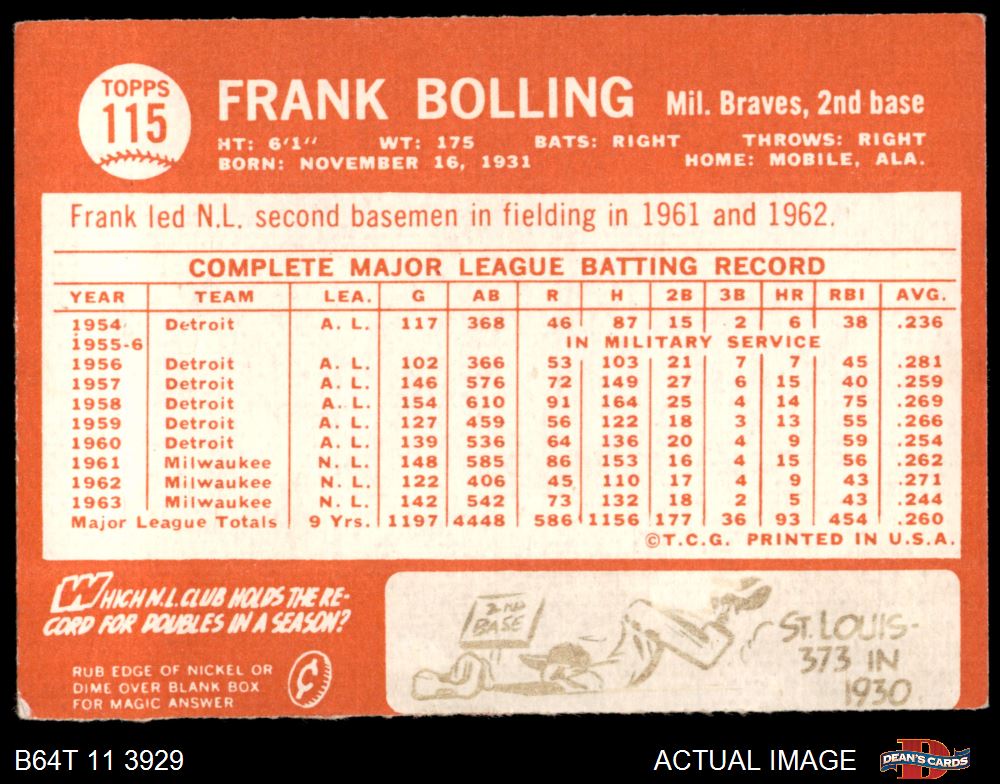 TOPPS
115
FRANK BOLLING Mil. Braves, 2nd base
HT: 6'1" WT: 175 BATS: RIGHT THROWS: RIGHT
BORN: NOVEMBER 16, 1931 HOME: MOBILE, ALA.
Frank led N.L. second basemen in fielding in 1961 and 1962.
COMPLETE MAJOR LEAGUE BATTING RECORD
YEAR TEAM LEA. G AB R H 2B 3B HR RBI AVG.
1954 Detroit A. L. 117 368 46 87 15 2 6 38 .236
1955-6 IN MILITARY SERVICE
1956 Detroit A. L. 102 366 53 103 21 7 7 45 .281
1957 Detroit A. L. 146 576 72 149 27 6 15 40 .259
1958 Detroit A. L. 154 610 91 164 25 4 14 75 .269
1959 Detroit A. L. 127 459 56 122 18 3 13 55 .266
1960 Detroit A. L. 139 536 64 136 20 4 9 59 .254
1961 Milwaukee N. L. 148 585 86 153 16 4 15 56 .262
1962 Milwaukee N. L. 122 406 45 110 17 4 9 43 .271
1963 Milwaukee N. L. 142 542 73 132 18 2 5 43 .244
Major League Totals 9 Yrs. 1197 4448 586 1156 177 36 93 454 .260
©T.C.G. PRINTED IN U.S.A.
WHICH N.L. CLUB HOLDS THE RE-
CORD FOR DOUBLES IN A SEASON?
RUB EDGE OF NICKEL OR
DIME OVER BLANK BOX
FOR MAGIC ANSWER
¢
2ND
BASE
ST. LOUIS-
373 IN
1930
B64T 11 3929 ACTUAL IMAGE
DEAN'S CARDS